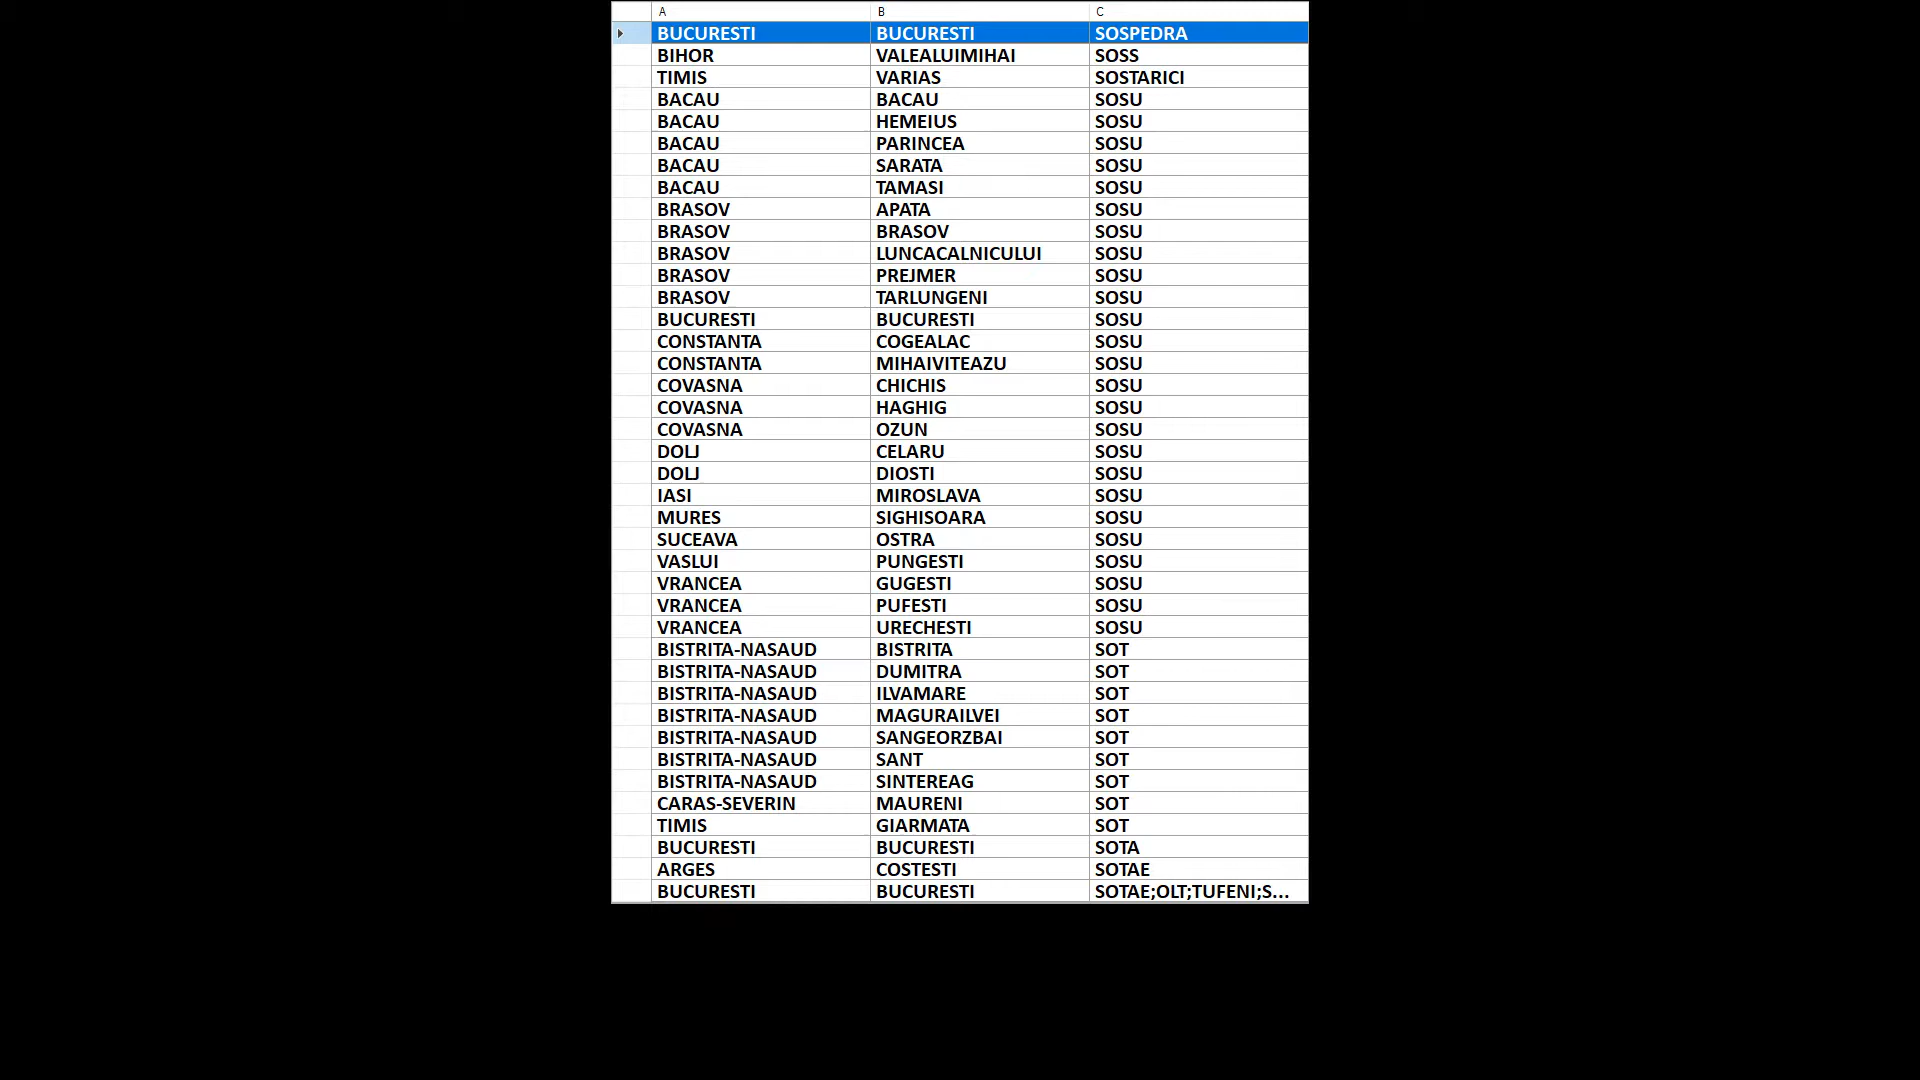 A B C
BUCURESTI BUCURESTI SOSPEDRA
BIHOR VALEALUIMIHAI SOSS
TIMIS VARIAS SOSTARICI
BACAU BACAU SOSU
BACAU HEMEIUS SOSU
BACAU PARINCEA SOSU
BACAU SARATA SOSU
BACAU TAMASI SOSU
BRASOV APATA SOSU
BRASOV BRASOV SOSU
BRASOV LUNCACALNICULUI SOSU
BRASOV PREJMER SOSU
BRASOV TARLUNGENI SOSU
BUCURESTI BUCURESTI SOSU
CONSTANTA COGEALAC SOSU
CONSTANTA MIHAIVITEAZU SOSU
COVASNA CHICHIS SOSU
COVASNA HAGHIG SOSU
COVASNA OZUN SOSU
DOLJ CELARU SOSU
DOLJ DIOSTI SOSU
IASI MIROSLAVA SOSU
MURES SIGHISOARA SOSU
SUCEAVA OSTRA SOSU
VASLUI PUNGESTI SOSU
VRANCEA GUGESTI SOSU
VRANCEA PUFESTI SOSU
VRANCEA URECHESTI SOSU
BISTRITA-NASAUD BISTRITA SOT
BISTRITA-NASAUD DUMITRA SOT
BISTRITA-NASAUD ILVAMARE SOT
BISTRITA-NASAUD MAGURAILVEI SOT
BISTRITA-NASAUD SANGEORZBAI SOT
BISTRITA-NASAUD SANT SOT
BISTRITA-NASAUD SINTEREAG SOT
CARAS-SEVERIN MAURENI SOT
TIMIS GIARMATA SOT
BUCURESTI BUCURESTI SOTA
ARGES COSTESTI SOTAE
BUCURESTI BUCURESTI SOTAE;OLT;TUFENI;S...